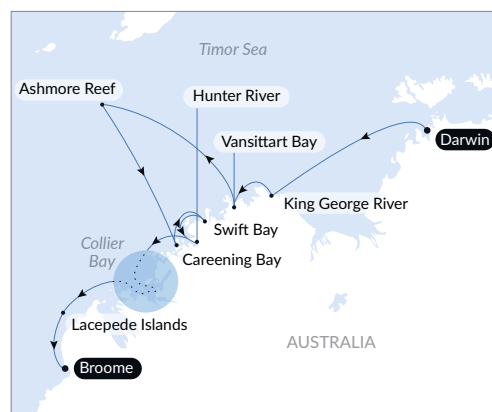 Timor Sea
Ashmore Reef
Hunter River
Vansittart Bay
Darwin
King George River
Swift Bay
Collier
Bay
Careening Bay
Lacepede Islands
AUSTRALIA
Broome